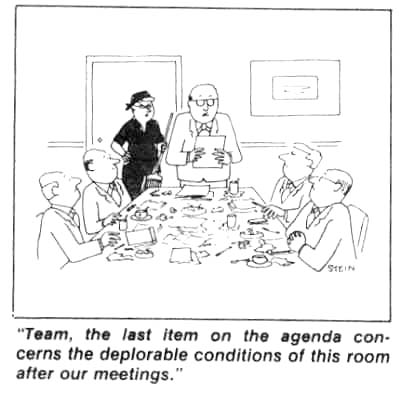 STEIN
"Team, the last item on the agenda con-
cerns the deplorable conditions of this room
after our meetings."